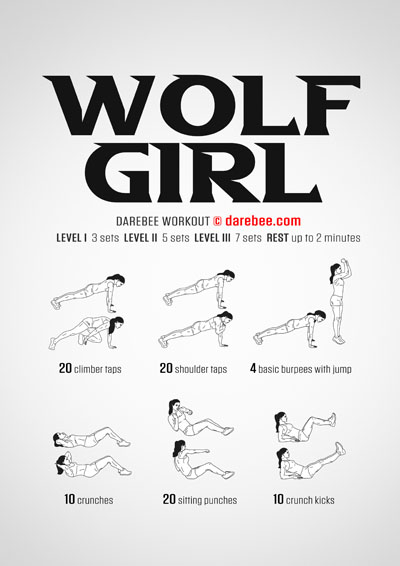 WOLF
GIRL
DAREBEE WORKOUT © darebee.com
LEVEL I 3 sets LEVEL II 5 sets LEVEL III 7 sets REST up to 2 minutes
20 climber taps
20 shoulder taps
4 basic burpees with jump
10 crunches
20 sitting punches
10 crunch kicks